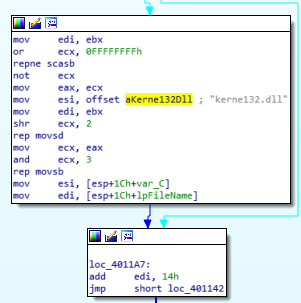 mov edi, ebx
or ecx, 0FFFFFFFFh
repne scasb
not ecx
mov eax, ecx
mov esi, offset aKerne132Dll ; "kerne132.dll"
mov edi, ebx
shr ecx, 2
rep movsd
mov ecx, eax
and ecx, 3
rep movsb
mov esi, [esp+1Ch+var_C]
mov edi, [esp+1Ch+lpFileName]
loc_4011A7:
add edi, 14h
jmp short loc_401142